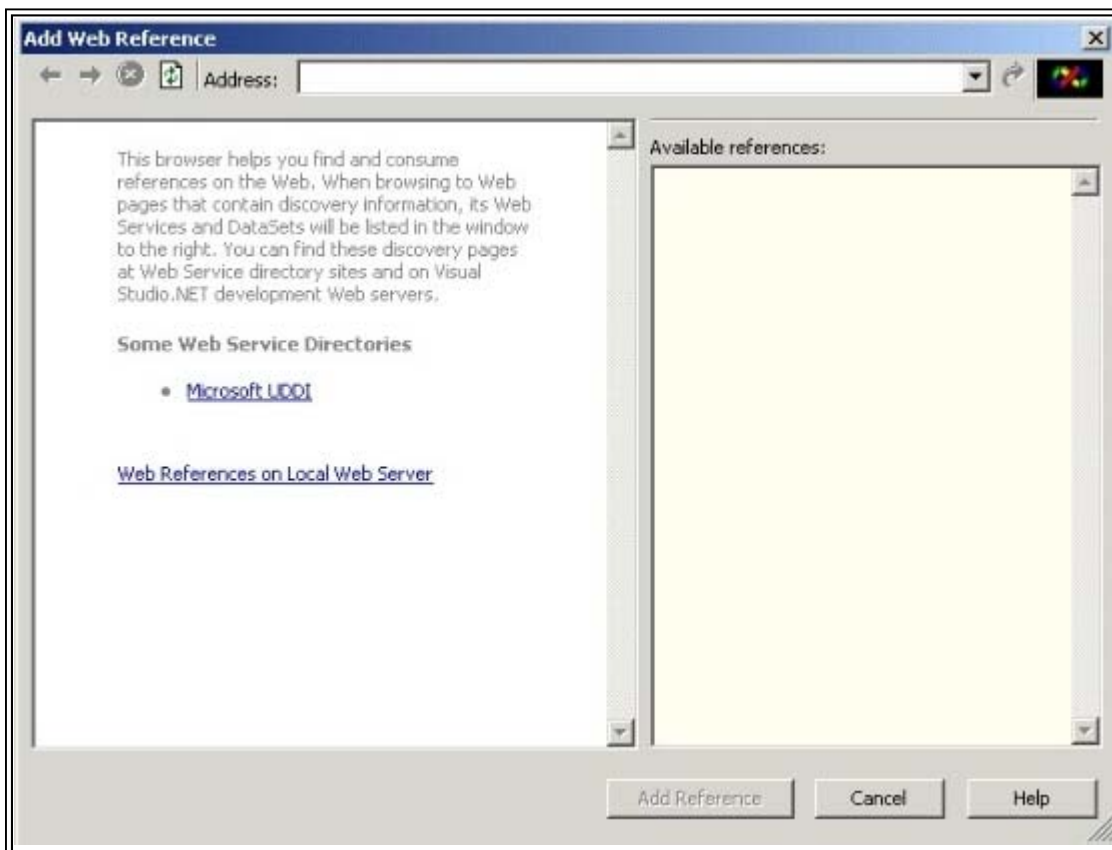 Add Web Reference
Address:
This browser helps you find and consume
references on the Web. When browsing to Web
pages that contain discovery information, its Web
Services and DataSets will be listed in the window
to the right. You can find these discovery pages
at Web Service directory sites and on Visual
Studio.NET development Web servers.
Some Web Service Directories
Microsoft UDDI
Web References on Local Web Server
Available references:
Add Reference
Cancel
Help